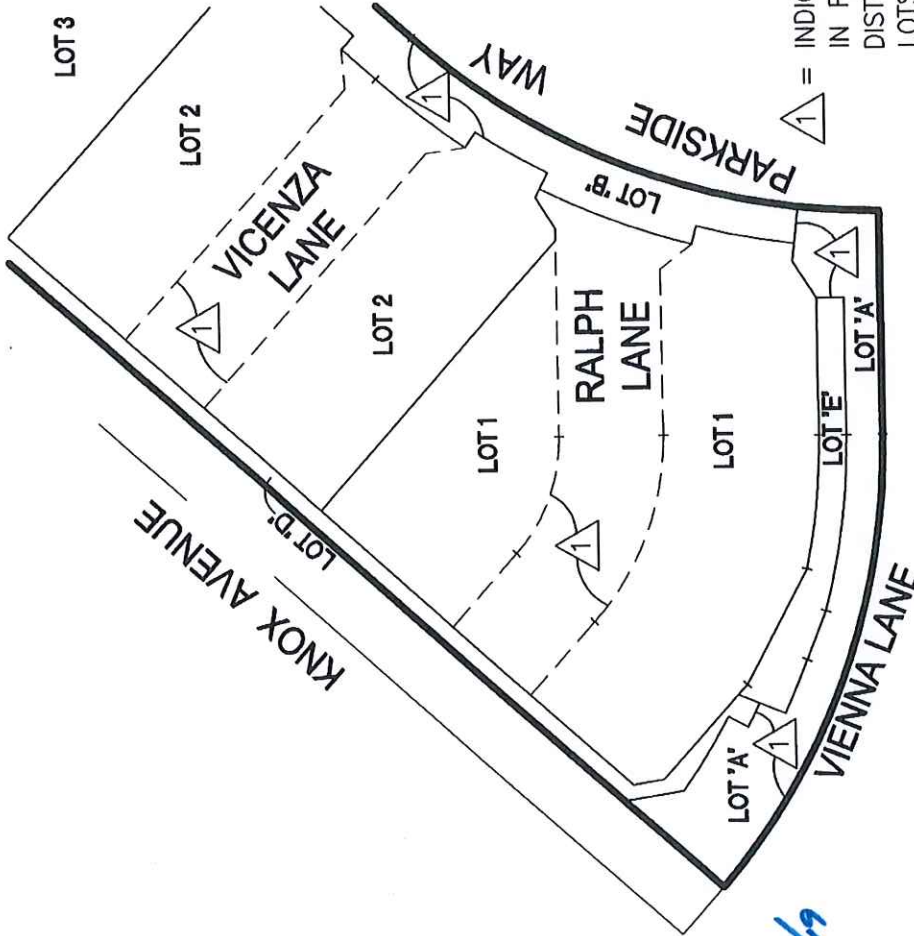 LOT 3
LOT 2
WAY
PARKSIDE
VICENZA
LANE
1
1
LOT 2
LOT 'B'
RALPH
LANE
LOT 1
1
LOT 1
KNOX AVENUE
LOT 'D'
1
LOT 'A'
LOT 'E'
VIENNA LANE
LOT 'A'
1
1 = INDIC
IN F
DIST
LOTS